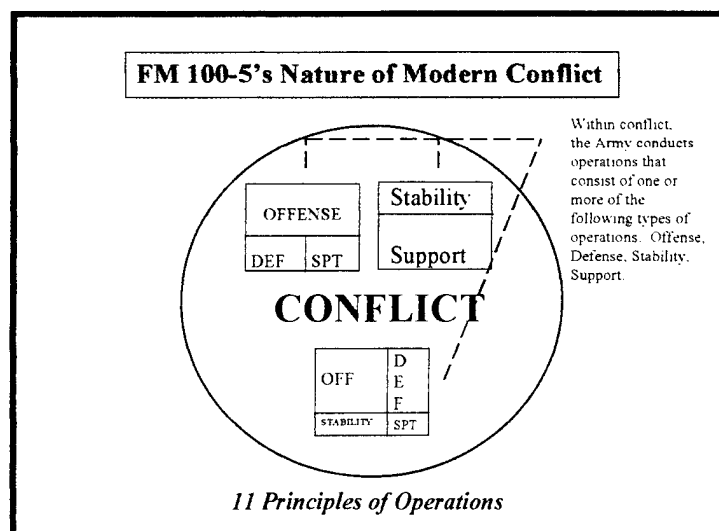 FM 100-5's Nature of Modern Conflict
Within conflict,
the Army conducts
operations that
consist of one or
more of the
following types of
operations. Offense,
Defense, Stability,
Support.
OFFENSE
DEF SPT
Stability
Support
CONFLICT
OFF
D
E
F
STABILITY SPT
11 Principles of Operations